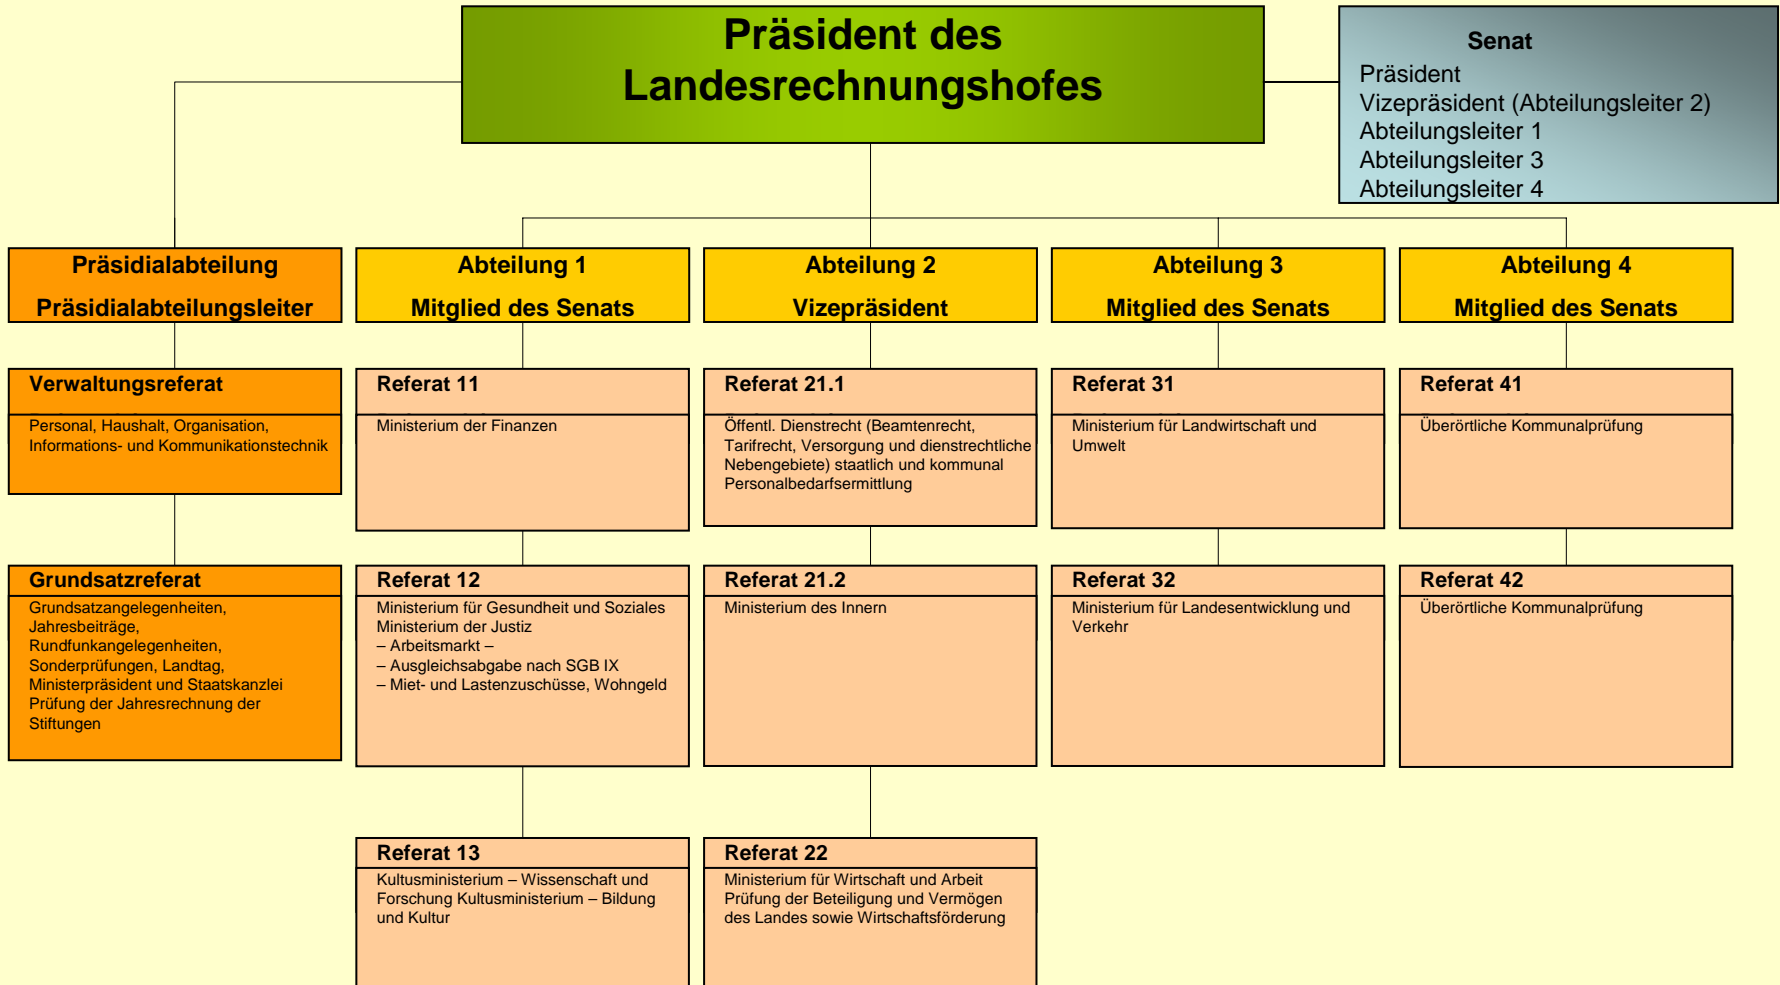 Präsident des
Landesrechnungshofes
Senat
Präsident
Vizepräsident (Abteilungsleiter 2)
Abteilungsleiter 1
Abteilungsleiter 3
Abteilungsleiter 4
Präsidialabteilung
Präsidialabteilungsleiter
Abteilung 1
Mitglied des Senats
Abteilung 2
Vizepräsident
Abteilung 3
Mitglied des Senats
Abteilung 4
Mitglied des Senats
Verwaltungsreferat
Personal, Haushalt, Organisation,
Informations- und Kommunikationstechnik
Referat 11
Ministerium der Finanzen
Referat 21.1
Öffentl. Dienstrecht (Beamtenrecht,
Tarifrecht, Versorgung und dienstrechtliche
Nebengebiete) staatlich und kommunal
Personalbedarfsermittlung
Referat 31
Ministerium für Landwirtschaft und
Umwelt
Referat 41
Überörtliche Kommunalprüfung
Grundsatzreferat
Grundsatzangelegenheiten,
Jahresbeiträge,
Rundfunkangelegenheiten,
Sonderprüfungen, Landtag,
Ministerpräsident und Staatskanzlei
Prüfung der Jahresrechnung der
Stiftungen
Referat 12
Ministerium für Gesundheit und Soziales
Ministerium der Justiz
– Arbeitsmarkt –
– Ausgleichsabgabe nach SGB IX
– Miet- und Lastenzuschüsse, Wohngeld
Referat 21.2
Ministerium des Innern
Referat 32
Ministerium für Landesentwicklung und
Verkehr
Referat 42
Überörtliche Kommunalprüfung
Referat 13
Kultusministerium – Wissenschaft und
Forschung Kultusministerium – Bildung
und Kultur
Referat 22
Ministerium für Wirtschaft und Arbeit
Prüfung der Beteiligung und Vermögen
des Landes sowie Wirtschaftsförderung